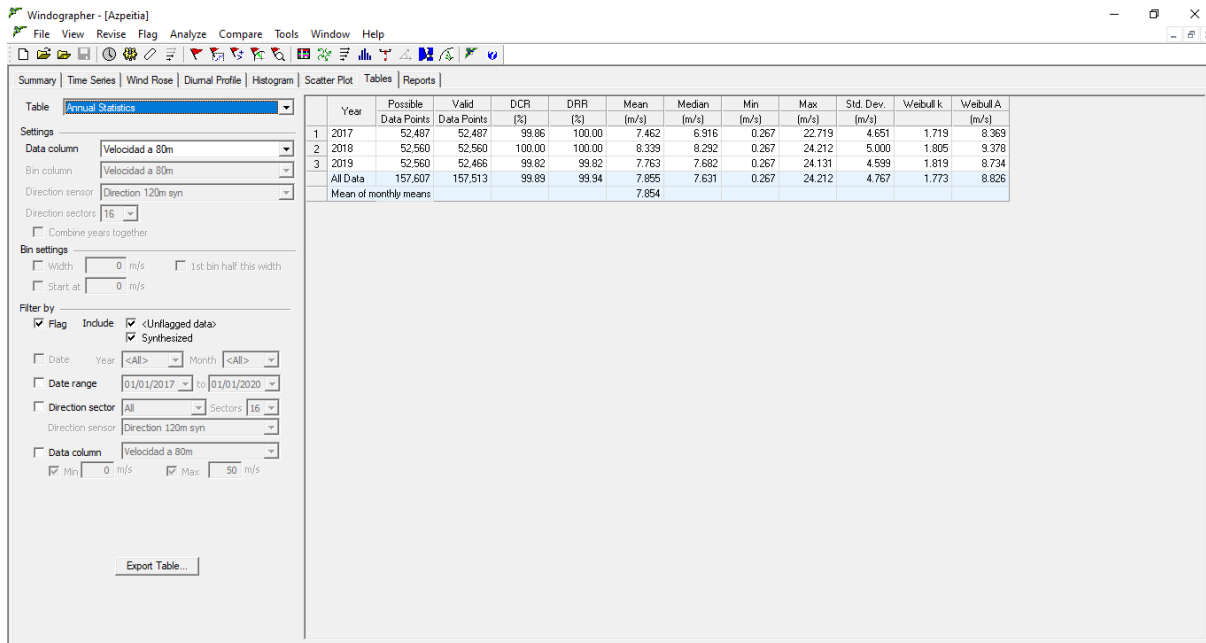 Windographer - [Azpeitia]
File View Revise Flag Analyze Compare Tools Window Help
Summary Time Series Wind Rose Diurnal Profile Histogram Scatter Plot Tables Reports
Table Annual Statistics
Settings
Data column Velocidad a 80m
Bin column Velocidad a 80m
Direction sensor Direction 120m syn
Direction sectors 16
Combine years together
Bin settings
Width 0 m/s 1st bin half this width
Start at 0 m/s
Filter by
Flag Include <Unflagged data>
Synthesized
Date Year <All> Month <All>
Date range 01/01/2017 to 01/01/2020
Direction sector All Sectors 16
Direction sensor Direction 120m syn
Data column Velocidad a 80m
Min 0 m/s Max 50 m/s
Export Table...
Year Possible Data Points Valid Data Points DCR (%) DRR (%) Mean (m/s) Median (m/s) Min (m/s) Max (m/s) Std. Dev. (m/s) Weibull k Weibull A (m/s)
1 2017 52,487 52,487 99.86 100.00 7.462 6.916 0.267 22.719 4.651 1.719 8.369
2 2018 52,560 52,560 100.00 100.00 8.339 8.292 0.267 24.212 5.000 1.805 9.378
3 2019 52,560 52,466 99.82 99.82 7.763 7.682 0.267 24.131 4.599 1.819 8.734
All Data 157,607 157,513 99.89 99.94 7.855 7.631 0.267 24.212 4.767 1.773 8.826
Mean of monthly means 7.854